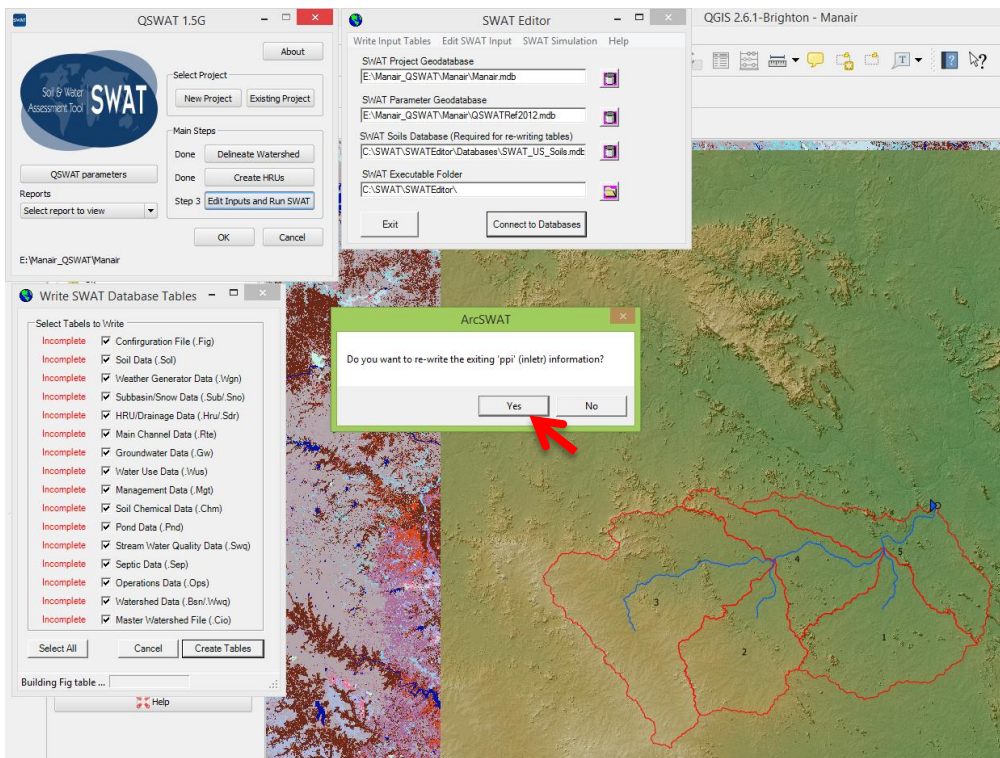 QSWAT 1.5G
About
Soil & Water
Assessment Tool
SWAT
Select Project
New Project
Existing Project
Main Steps
Done
Delineate Watershed
Done
Create HRUs
Step 3
Edit Inputs and Run SWAT
QSWAT parameters
Reports
Select report to view
OK
Cancel
E:\Manair_QSWAT\Manair
SWAT Editor
Write Input Tables Edit SWAT Input SWAT Simulation Help
SWAT Project Geodatabase
E:\Manair_QSWAT\Manair\Manair.mdb
SWAT Parameter Geodatabase
E:\Manair_QSWAT\Manair\QSWATRef2012.mdb
SWAT Soils Database (Required for re-writing tables)
C:\SWAT\SWATEditor\Databases\SWAT_US_Soils.mdb
SWAT Executable Folder
C:\SWAT\SWATEditor\
Exit
Connect to Databases
QGIS 2.6.1-Brighton - Manair
Write SWAT Database Tables
Select Tabels to Write
Incomplete Confirguration File (.Fig)
Incomplete Soil Data (.Sol)
Incomplete Weather Generator Data (.Wgn)
Incomplete Subbasin/Snow Data (.Sub/.Sno)
Incomplete HRU/Drainage Data (.Hru/.Sdr)
Incomplete Main Channel Data (.Rte)
Incomplete Groundwater Data (.Gw)
Incomplete Water Use Data (.Wus)
Incomplete Management Data (.Mgt)
Incomplete Soil Chemical Data (.Chm)
Incomplete Pond Data (.Pnd)
Incomplete Stream Water Quality Data (.Swq)
Incomplete Septic Data (.Sep)
Incomplete Operations Data (.Ops)
Incomplete Watershed Data (.Bsn/.Wwq)
Incomplete Master Watershed File (.Cio)
Select All
Cancel
Create Tables
Building Fig table ...
Help
ArcSWAT
Do you want to re-write the exiting 'ppi' (inletr) information?
Yes
No
5
4
3
1
2